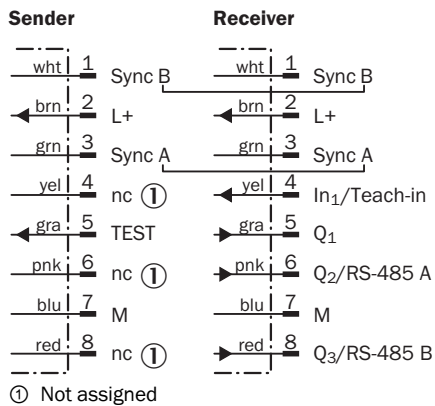 Sender Receiver
wht 1 Sync B wht 1 Sync B
brn 2 L+ brn 2 L+
grn 3 Sync A grn 3 Sync A
yel 4 nc ① yel 4 In₁/Teach-in
gra 5 TEST gra 5 Q₁
pnk 6 nc ① pnk 6 Q₂/RS-485 A
blu 7 M blu 7 M
red 8 nc ① red 8 Q₃/RS-485 B
① Not assigned